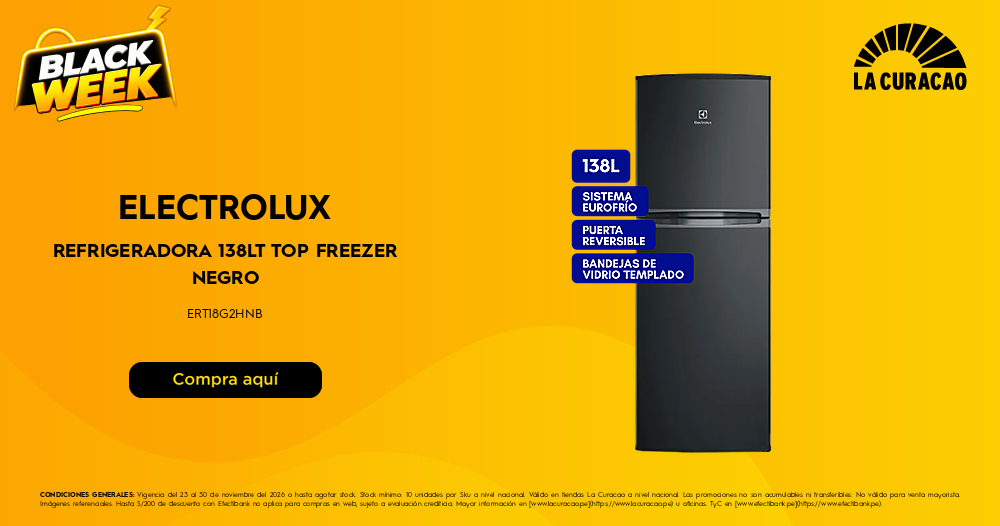 BLACK
WEEK
LA CURACAO
Electrolux
138L
SISTEMA
EUROFRÍO
PUERTA
REVERSIBLE
BANDEJAS DE
VIDRIO TEMPLADO
ELECTROLUX
REFRIGERADORA 138LT TOP FREEZER
NEGRO
ERT18G2HNB
Compra aquí
CONDICIONES GENERALES: Vigencia del 23 al 30 de noviembre del 2026 o hasta agotar stock. Stock mínimo: 10 unidades por Sku a nivel nacional. Válido en tiendas La Curacao a nivel nacional. Las promociones no son acumulables ni transferibles. No válido para venta mayorista.
Imágenes referenciales. Hasta S/200 de descuento con Efectibank no aplica para compras en web, sujeto a evaluación crediticia. Mayor información en [www.lacuracao.pe](https://www.lacuracao.pe) u oficinas. TyC en [www.efectibank.pe](https://www.efectibank.pe).